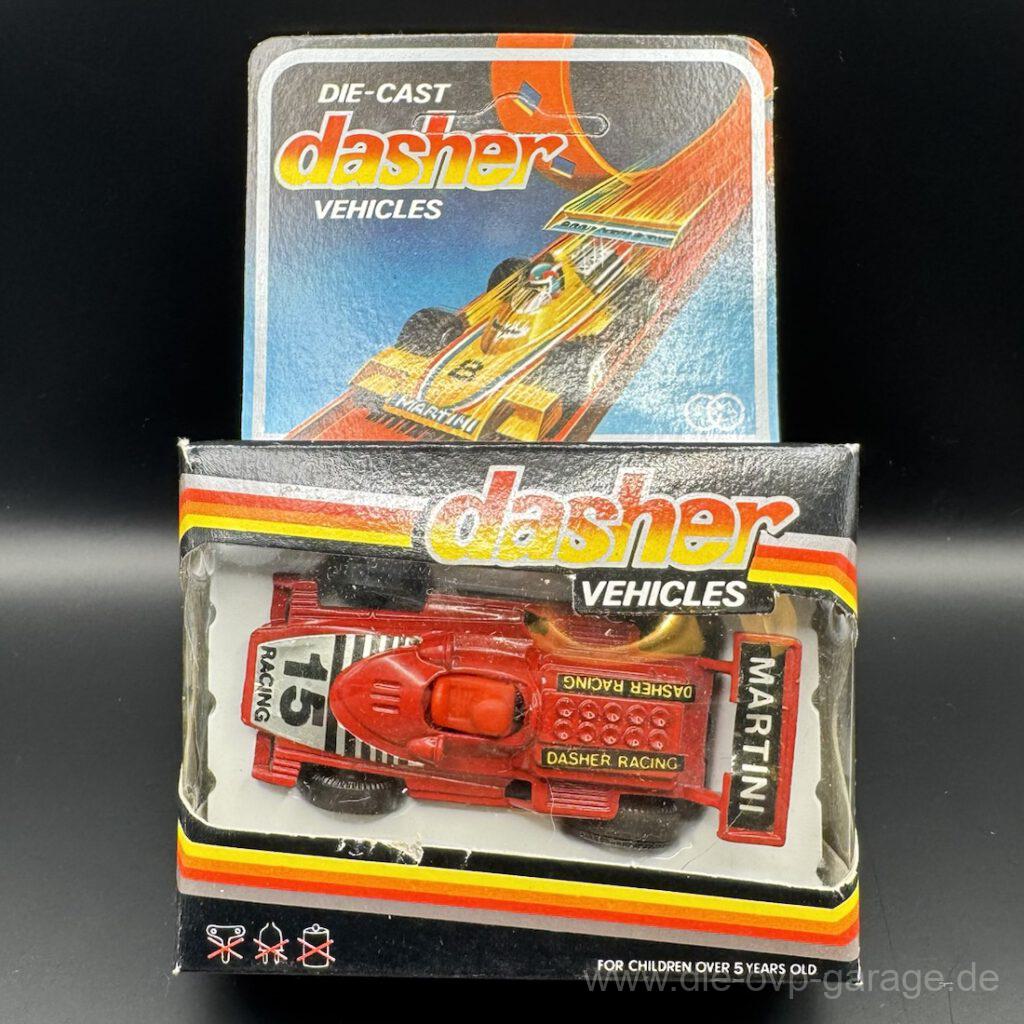 DIE-CAST
dasher
VEHICLES
8
MARTINI
dasher
VEHICLES
15
RACING
DASHER RACING
DASHER RACING
MARTINI
FOR CHILDREN OVER 5 YEARS OLD
www.die-ovp-garage.de